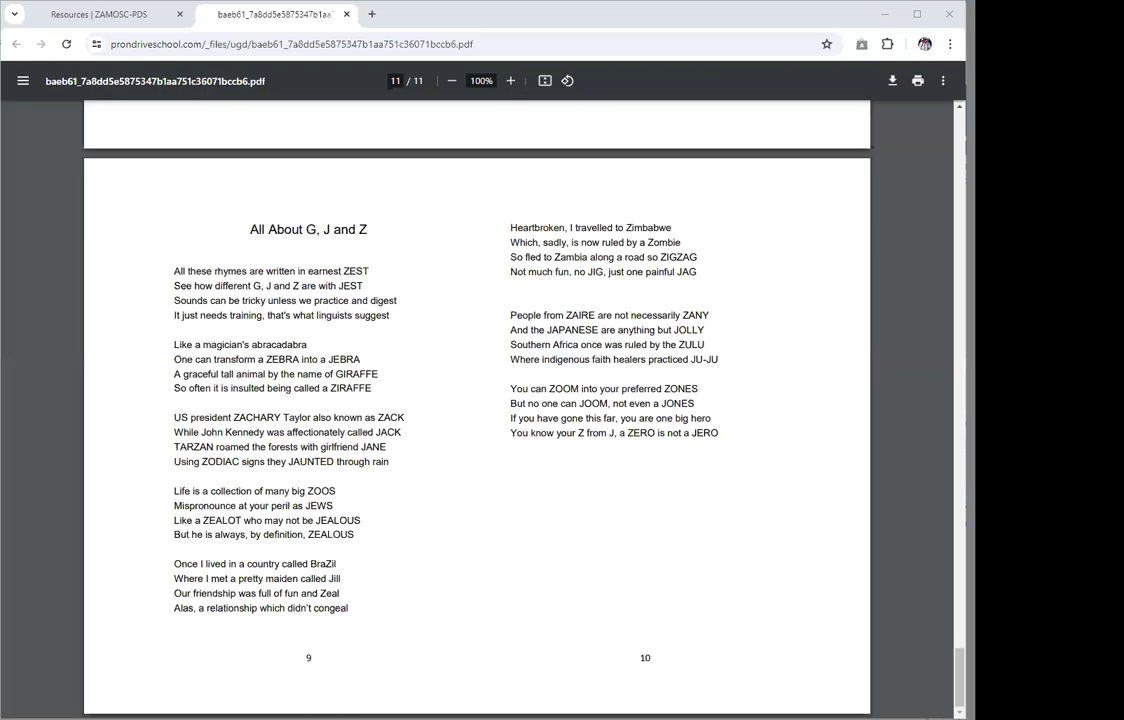 Resources | ZAMOSC-PDS
baeb61_7a8dd5e5875347b1aa7
prondriveschool.com/_files/ugd/baeb61_7a8dd5e5875347b1aa751c36071bccb6.pdf
baeb61_7a8dd5e5875347b1aa751c36071bccb6.pdf
11 / 11
100%
All About G, J and Z
All these rhymes are written in earnest ZEST
See how different G, J and Z are with JEST
Sounds can be tricky unless we practice and digest
It just needs training, that's what linguists suggest
Like a magician's abracadabra
One can transform a ZEBRA into a JEBRA
A graceful tall animal by the name of GIRAFFE
So often it is insulted being called a ZIRAFFE
US president ZACHARY Taylor also known as ZACK
While John Kennedy was affectionately called JACK
TARZAN roamed the forests with girlfriend JANE
Using ZODIAC signs they JAUNTED through rain
Life is a collection of many big ZOOS
Mispronounce at your peril as JEWS
Like a ZEALOT who may not be JEALOUS
But he is always, by definition, ZEALOUS
Once I lived in a country called BraZil
Where I met a pretty maiden called Jill
Our friendship was full of fun and Zeal
Alas, a relationship which didn't congeal
9
Heartbroken, I travelled to Zimbabwe
Which, sadly, is now ruled by a Zombie
So fled to Zambia along a road so ZIGZAG
Not much fun, no JIG, just one painful JAG
People from ZAIRE are not necessarily ZANY
And the JAPANESE are anything but JOLLY
Southern Africa once was ruled by the ZULU
Where indigenous faith healers practiced JU-JU
You can ZOOM into your preferred ZONES
But no one can JOOM, not even a JONES
If you have gone this far, you are one big hero
You know your Z from J, a ZERO is not a JERO
10